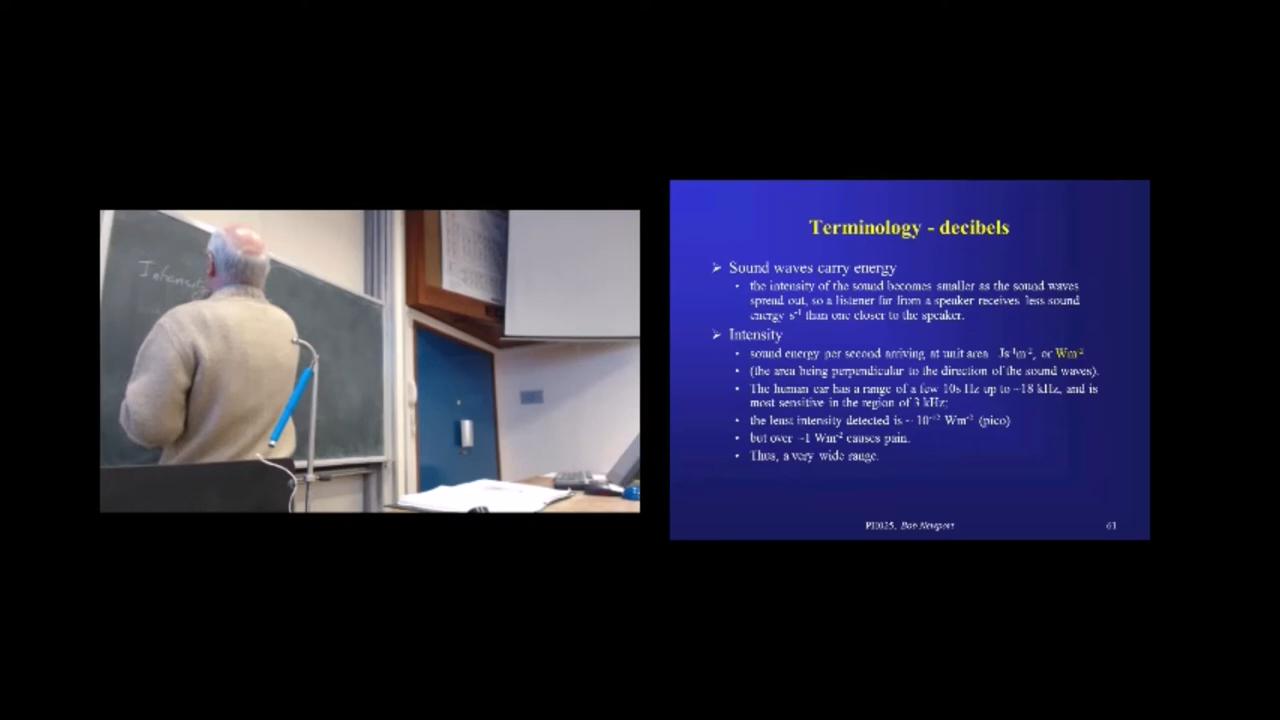 Intensity
Terminology - decibels
➢ Sound waves carry energy
• the intensity of the sound becomes smaller as the sound waves
spread out, so a listener far from a speaker receives less sound
energy s⁻¹ than one closer to the speaker.
➢ Intensity
• sound energy per second arriving at unit area Js⁻¹m⁻², or Wm⁻²
• (the area being perpendicular to the direction of the sound waves).
• The human ear has a range of a few 10s Hz up to ~18 kHz, and is
most sensitive in the region of 3 kHz;
• the least intensity detected is ~ 10⁻¹² Wm⁻² (pico)
• but over ~1 Wm⁻² causes pain.
• Thus, a very wide range.
PH025, Bob Newport 61